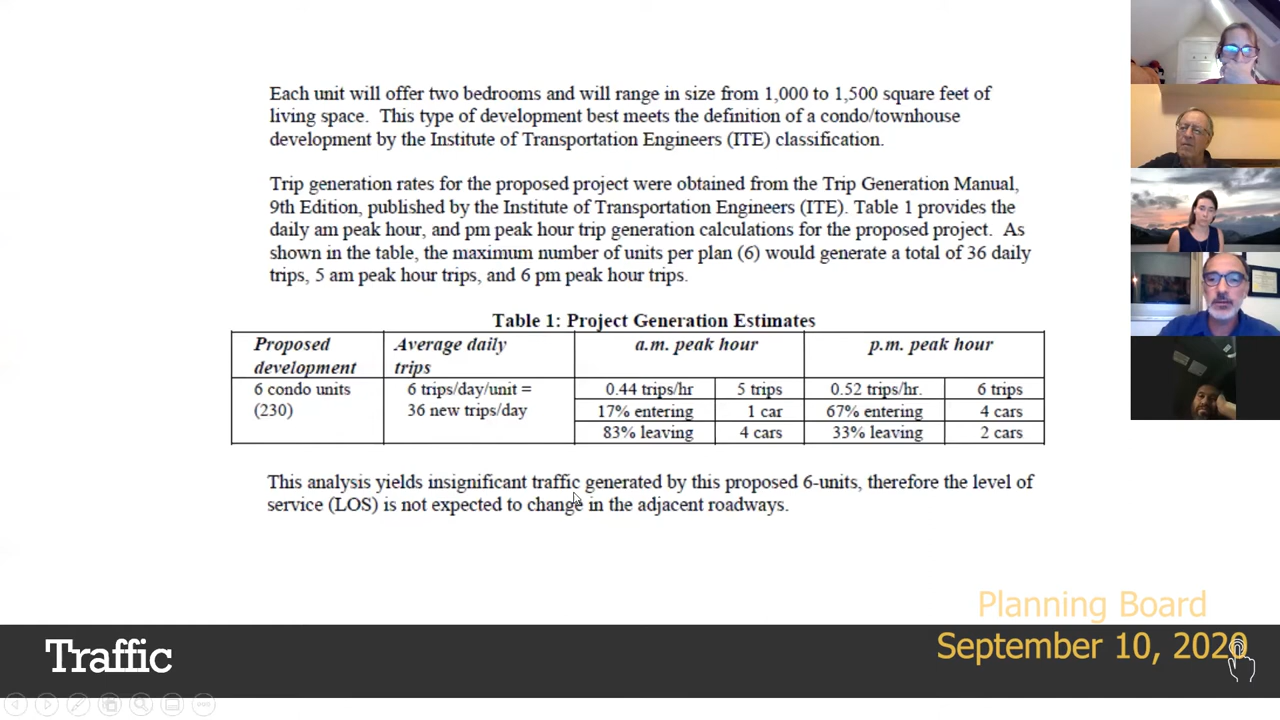 Each unit will offer two bedrooms and will range in size from 1,000 to 1,500 square feet of
living space. This type of development best meets the definition of a condo/townhouse
development by the Institute of Transportation Engineers (ITE) classification.
Trip generation rates for the proposed project were obtained from the Trip Generation Manual,
9th Edition, published by the Institute of Transportation Engineers (ITE). Table 1 provides the
daily am peak hour, and pm peak hour trip generation calculations for the proposed project. As
shown in the table, the maximum number of units per plan (6) would generate a total of 36 daily
trips, 5 am peak hour trips, and 6 pm peak hour trips.
Table 1: Project Generation Estimates
Proposed development | Average daily trips | a.m. peak hour | p.m. peak hour
6 condo units (230) | 6 trips/day/unit = 36 new trips/day | 0.44 trips/hr | 5 trips | 0.52 trips/hr. | 6 trips
17% entering | 1 car | 67% entering | 4 cars
83% leaving | 4 cars | 33% leaving | 2 cars
This analysis yields insignificant traffic generated by this proposed 6-units, therefore the level of
service (LOS) is not expected to change in the adjacent roadways.
Planning Board
September 10, 2020
Traffic